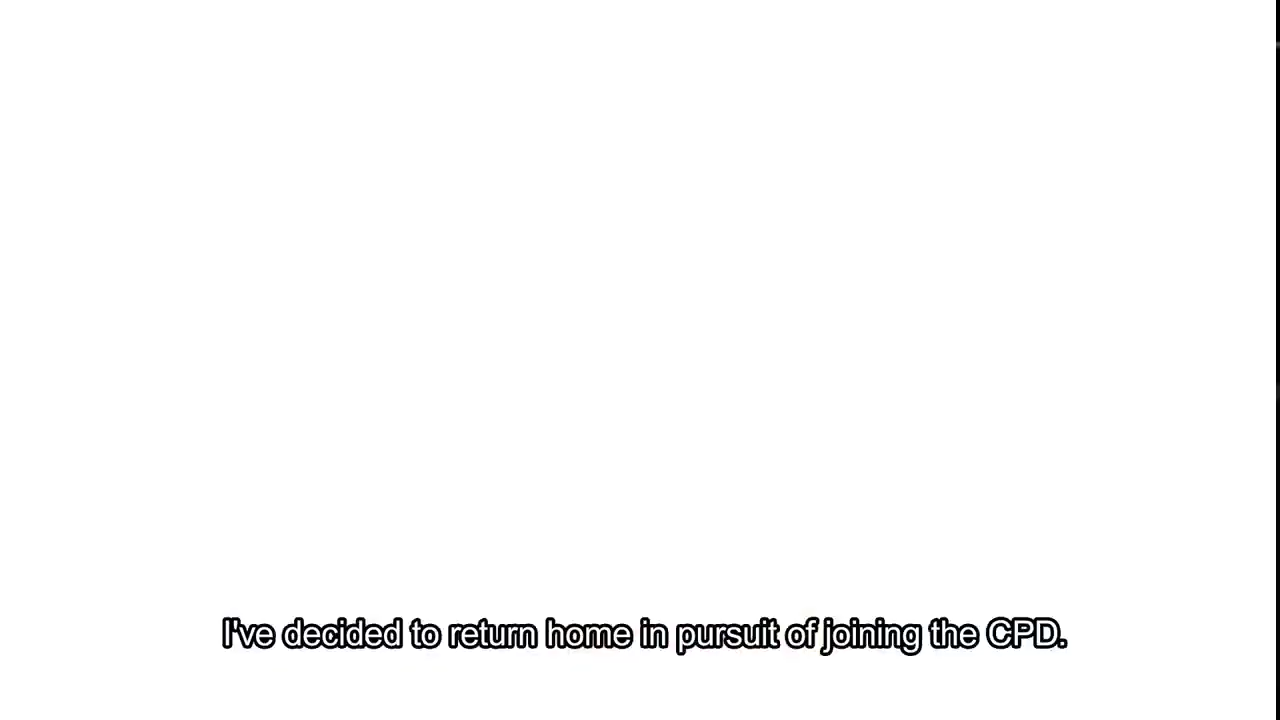 I've decided to return home in pursuit of joining the CPD.